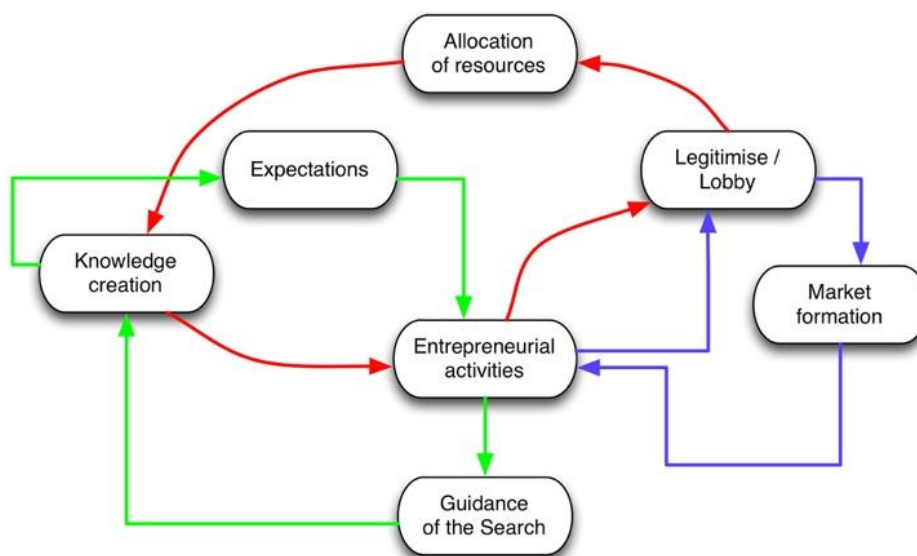 Allocation
of resources
Expectations
Legitimise /
Lobby
Knowledge
creation
Market
formation
Entrepreneurial
activities
Guidance
of the Search